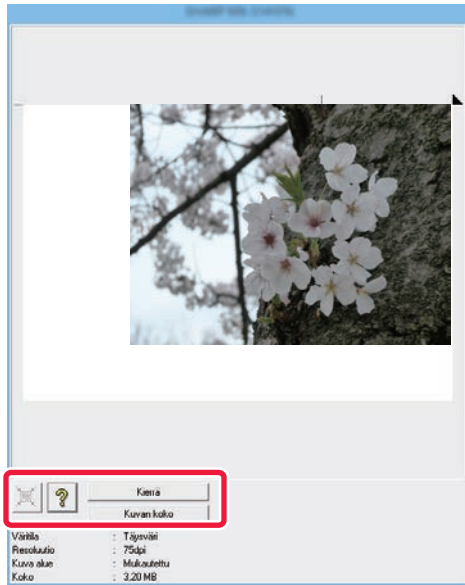 ?
Kierrä
Kuvan koko
Väritila : Täysväri
Resoluutio : 75dpi
Kuva alue : Mukautettu
Koko : 3,20 MB